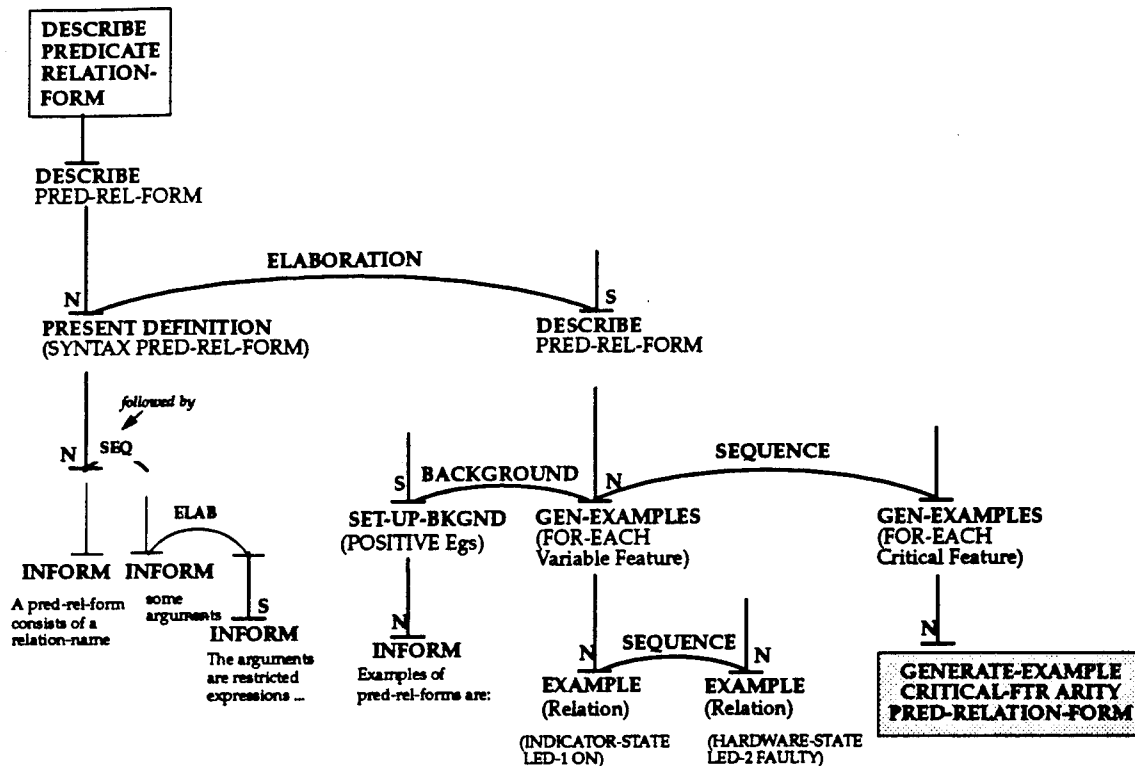 DESCRIBE
PREDICATE
RELATION-
FORM
DESCRIBE
PRED-REL-FORM
ELABORATION
N
S
PRESENT DEFINITION
(SYNTAX PRED-REL-FORM)
DESCRIBE
PRED-REL-FORM
followed by
N
SEQ
S
BACKGROUND
N
SEQUENCE
ELAB
SET-UP-BKGND
(POSITIVE Egs)
GEN-EXAMPLES
(FOR-EACH
Variable Feature)
GEN-EXAMPLES
(FOR-EACH
Critical Feature)
INFORM
A pred-rel-form
consists of a
relation-name
INFORM
some
arguments
S
INFORM
The arguments
are restricted
expressions ...
N
INFORM
Examples of
pred-rel-forms are:
N
SEQUENCE
N
EXAMPLE
(Relation)
(INDICATOR-STATE
LED-1 ON)
EXAMPLE
(Relation)
(HARDWARE-STATE
LED-2 FAULTY)
N
GENERATE-EXAMPLE
CRITICAL-FTR ARITY
PRED-RELATION-FORM